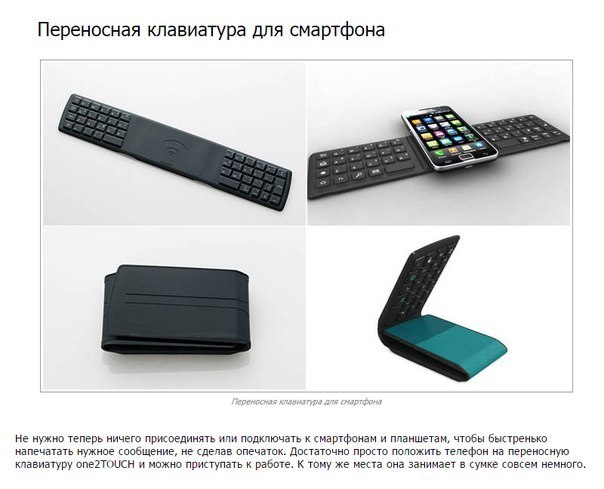 Переносная клавиатура для смартфона
Переносная клавиатура для смартфона
Не нужно теперь ничего присоединять или подключать к смартфонам и планшетам, чтобы быстренько
напечатать нужное сообщение, не сделав опечаток. Достаточно просто положить телефон на переносную
клавиатуру one2TOUCH и можно приступать к работе. К тому же места она занимает в сумке совсем немного.